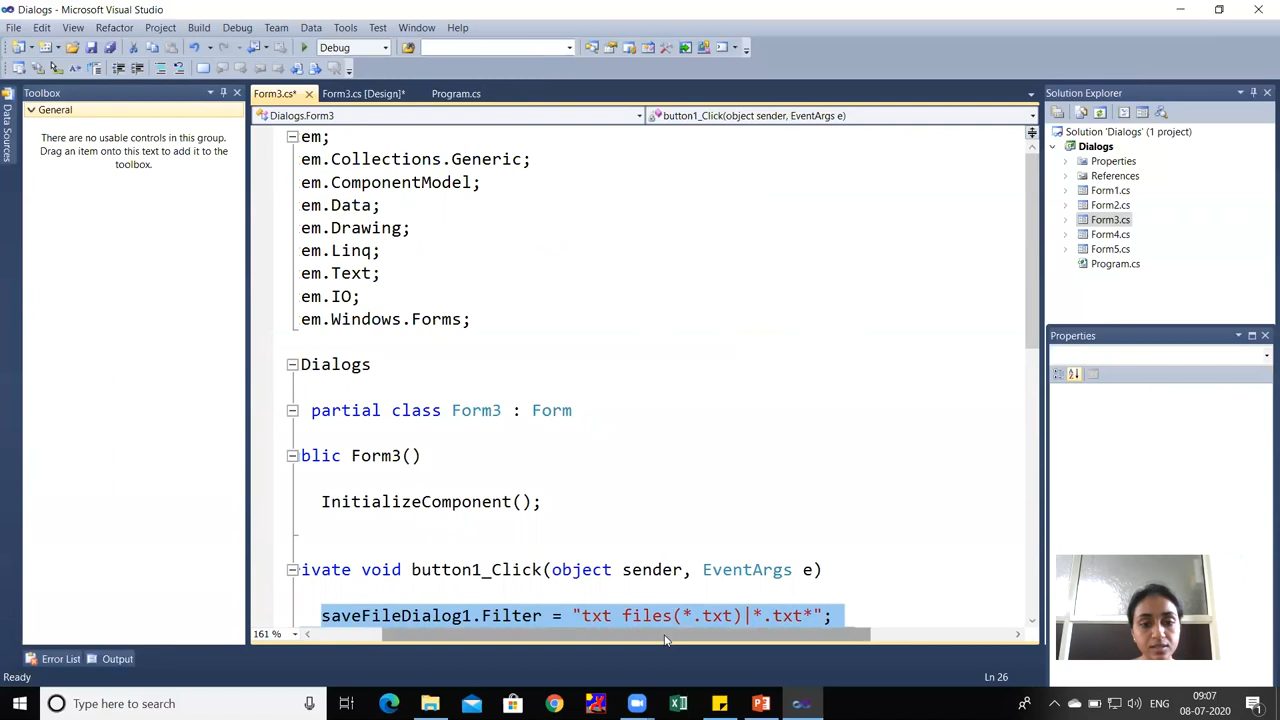 Dialogs - Microsoft Visual Studio
File Edit View Refactor Project Build Debug Team Data Tools Test Window Help
Debug
Toolbox
General
There are no usable controls in this group.
Drag an item onto this text to add it to the
toolbox.
Data Sources
Form3.cs* Form3.cs [Design]* Program.cs
Dialogs.Form3 button1_Click(object sender, EventArgs e)
em;
em.Collections.Generic;
em.ComponentModel;
em.Data;
em.Drawing;
em.Linq;
em.Text;
em.IO;
em.Windows.Forms;
Dialogs
partial class Form3 : Form
blic Form3()
InitializeComponent();
ivate void button1_Click(object sender, EventArgs e)
saveFileDialog1.Filter = "txt files(*.txt)|*.txt*";
161 %
Solution Explorer
Solution 'Dialogs' (1 project)
Dialogs
Properties
References
Form1.cs
Form2.cs
Form3.cs
Form4.cs
Form5.cs
Program.cs
Properties
Error List Output
Ready Ln 26
Type here to search
ENG 09:07
08-07-2020